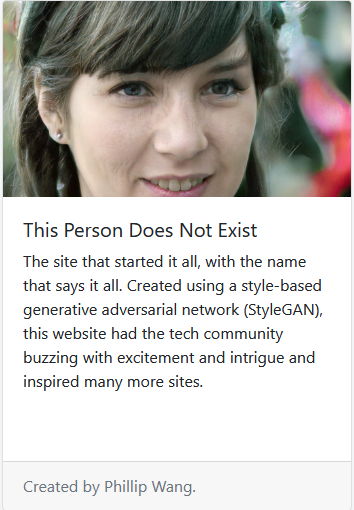 This Person Does Not Exist
The site that started it all, with the name
that says it all. Created using a style-based
generative adversarial network (StyleGAN),
this website had the tech community
buzzing with excitement and intrigue and
inspired many more sites.
Created by Phillip Wang.